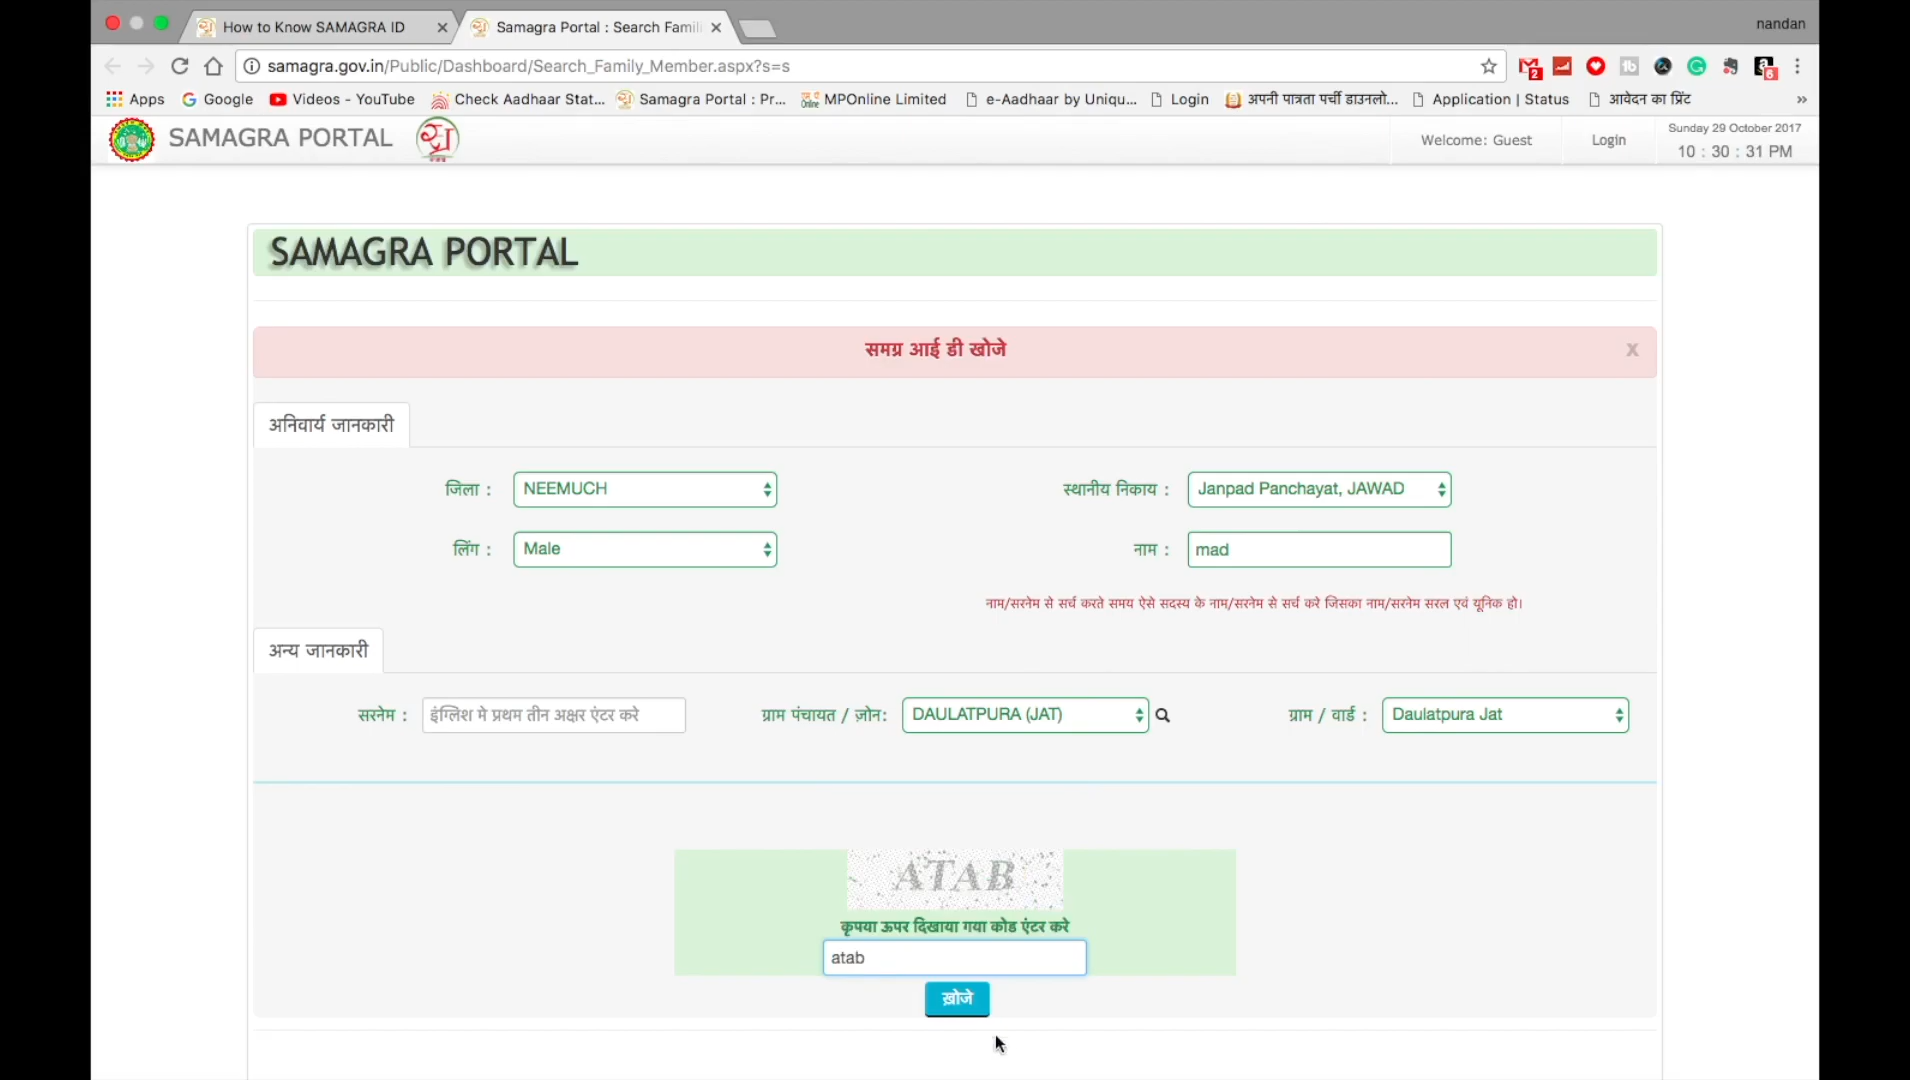 How to Know SAMAGRA ID
Samagra Portal : Search Famil
nandan
samagra.gov.in/Public/Dashboard/Search_Family_Member.aspx?s=s
Apps Google Videos - YouTube Check Aadhaar Stat... Samagra Portal : Pr... MPOnline Limited e-Aadhaar by Uniqu... Login अपनी पात्रता पर्ची डाउनलो... Application | Status आवेदन का प्रिंट »
SAMAGRA PORTAL
Welcome: Guest
Login
Sunday 29 October 2017
10 : 30 : 31 PM
SAMAGRA PORTAL
समग्र आई डी खोजे
x
अनिवार्य जानकारी
जिला : NEEMUCH स्थानीय निकाय : Janpad Panchayat, JAWAD
लिंग : Male नाम : mad
नाम/सरनेम से सर्च करते समय ऐसे सदस्य के नाम/सरनेम से सर्च करे जिसका नाम/सरनेम सरल एवं यूनिक हो।
अन्य जानकारी
सरनेम : इंग्लिश मे प्रथम तीन अक्षर एंटर करे ग्राम पंचायत / ज़ोन: DAULATPURA (JAT) ग्राम / वार्ड : Daulatpura Jat
ATAB
कृपया ऊपर दिखाया गया कोड एंटर करे
atab
ख़ोजे